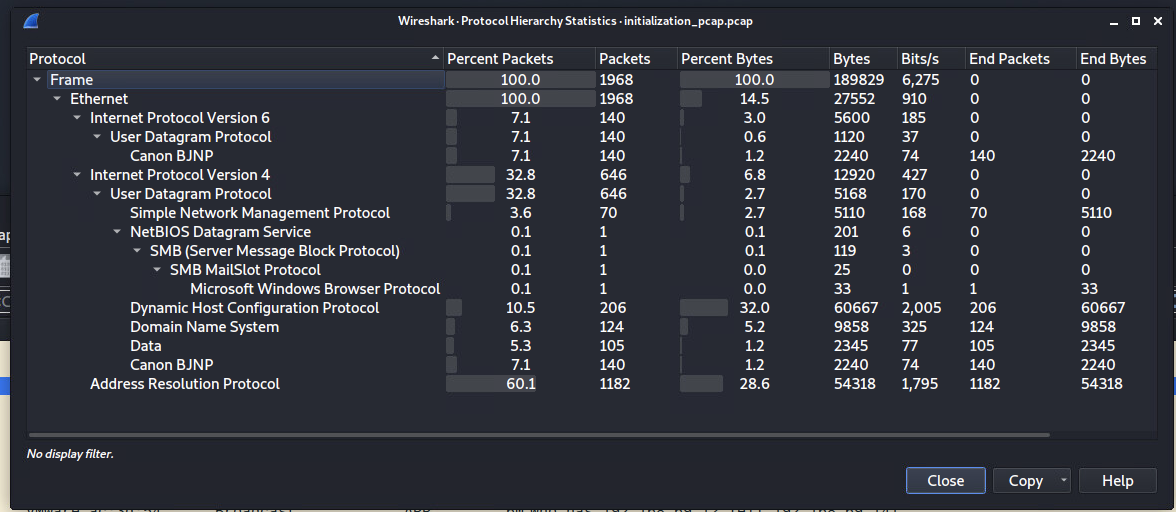 Wireshark · Protocol Hierarchy Statistics · initialization_pcap.pcap
Protocol Percent Packets Packets Percent Bytes Bytes Bits/s End Packets End Bytes
Frame 100.0 1968 100.0 189829 6,275 0 0
Ethernet 100.0 1968 14.5 27552 910 0 0
Internet Protocol Version 6 7.1 140 3.0 5600 185 0 0
User Datagram Protocol 7.1 140 0.6 1120 37 0 0
Canon BJNP 7.1 140 1.2 2240 74 140 2240
Internet Protocol Version 4 32.8 646 6.8 12920 427 0 0
User Datagram Protocol 32.8 646 2.7 5168 170 0 0
Simple Network Management Protocol 3.6 70 2.7 5110 168 70 5110
NetBIOS Datagram Service 0.1 1 0.1 201 6 0 0
SMB (Server Message Block Protocol) 0.1 1 0.1 119 3 0 0
SMB MailSlot Protocol 0.1 1 0.0 25 0 0 0
Microsoft Windows Browser Protocol 0.1 1 0.0 33 1 1 33
Dynamic Host Configuration Protocol 10.5 206 32.0 60667 2,005 206 60667
Domain Name System 6.3 124 5.2 9858 325 124 9858
Data 5.3 105 1.2 2345 77 105 2345
Canon BJNP 7.1 140 1.2 2240 74 140 2240
Address Resolution Protocol 60.1 1182 28.6 54318 1,795 1182 54318
No display filter.
Close Copy Help